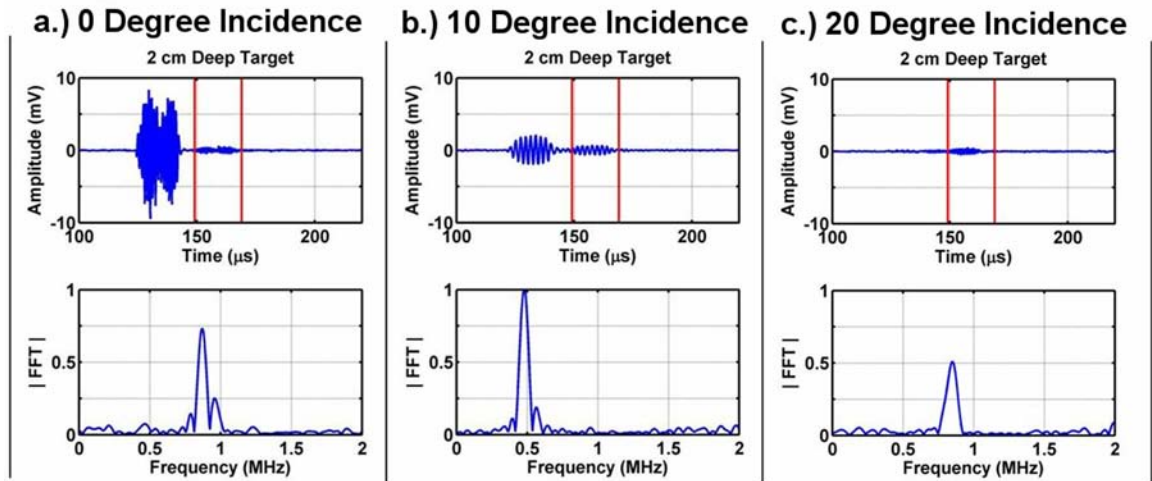 a.) 0 Degree Incidence
2 cm Deep Target
Amplitude (mV)
10
0
-10
100 150 200
Time (μs)
| FFT |
1
0.5
0
0 0.5 1 1.5 2
Frequency (MHz)
b.) 10 Degree Incidence
2 cm Deep Target
Amplitude (mV)
10
0
-10
100 150 200
Time (μs)
| FFT |
1
0.5
0
0 0.5 1 1.5 2
Frequency (MHz)
c.) 20 Degree Incidence
2 cm Deep Target
Amplitude (mV)
10
0
-10
100 150 200
Time (μs)
| FFT |
1
0.5
0
0 0.5 1 1.5 2
Frequency (MHz)